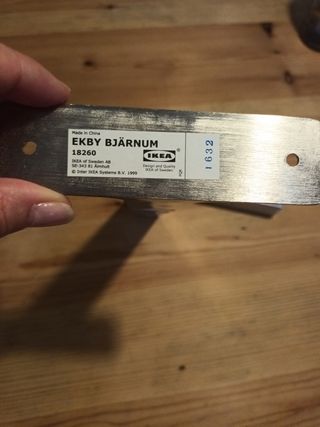 Made in China
EKBY BJÄRNUM
18260
IKEA of Sweden AB
SE-343 81 Älmhult
© Inter IKEA Systems B.V. 1999
IKEA
Design and Quality
IKEA of Sweden
1632